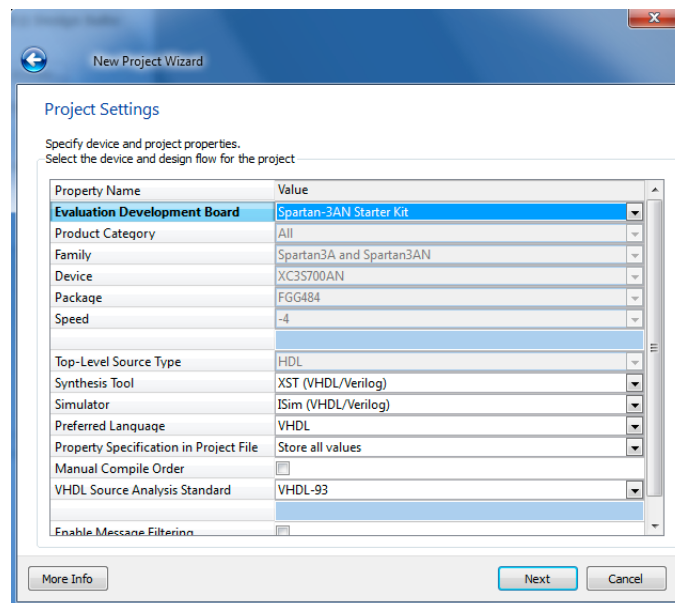 New Project Wizard
Project Settings
Specify device and project properties.
Select the device and design flow for the project
Property Name Value
Evaluation Development Board Spartan-3AN Starter Kit
Product Category All
Family Spartan3A and Spartan3AN
Device XC3S700AN
Package FGG484
Speed -4
Top-Level Source Type HDL
Synthesis Tool XST (VHDL/Verilog)
Simulator ISim (VHDL/Verilog)
Preferred Language VHDL
Property Specification in Project File Store all values
Manual Compile Order
VHDL Source Analysis Standard VHDL-93
Enable Message Filtering
More Info Next Cancel